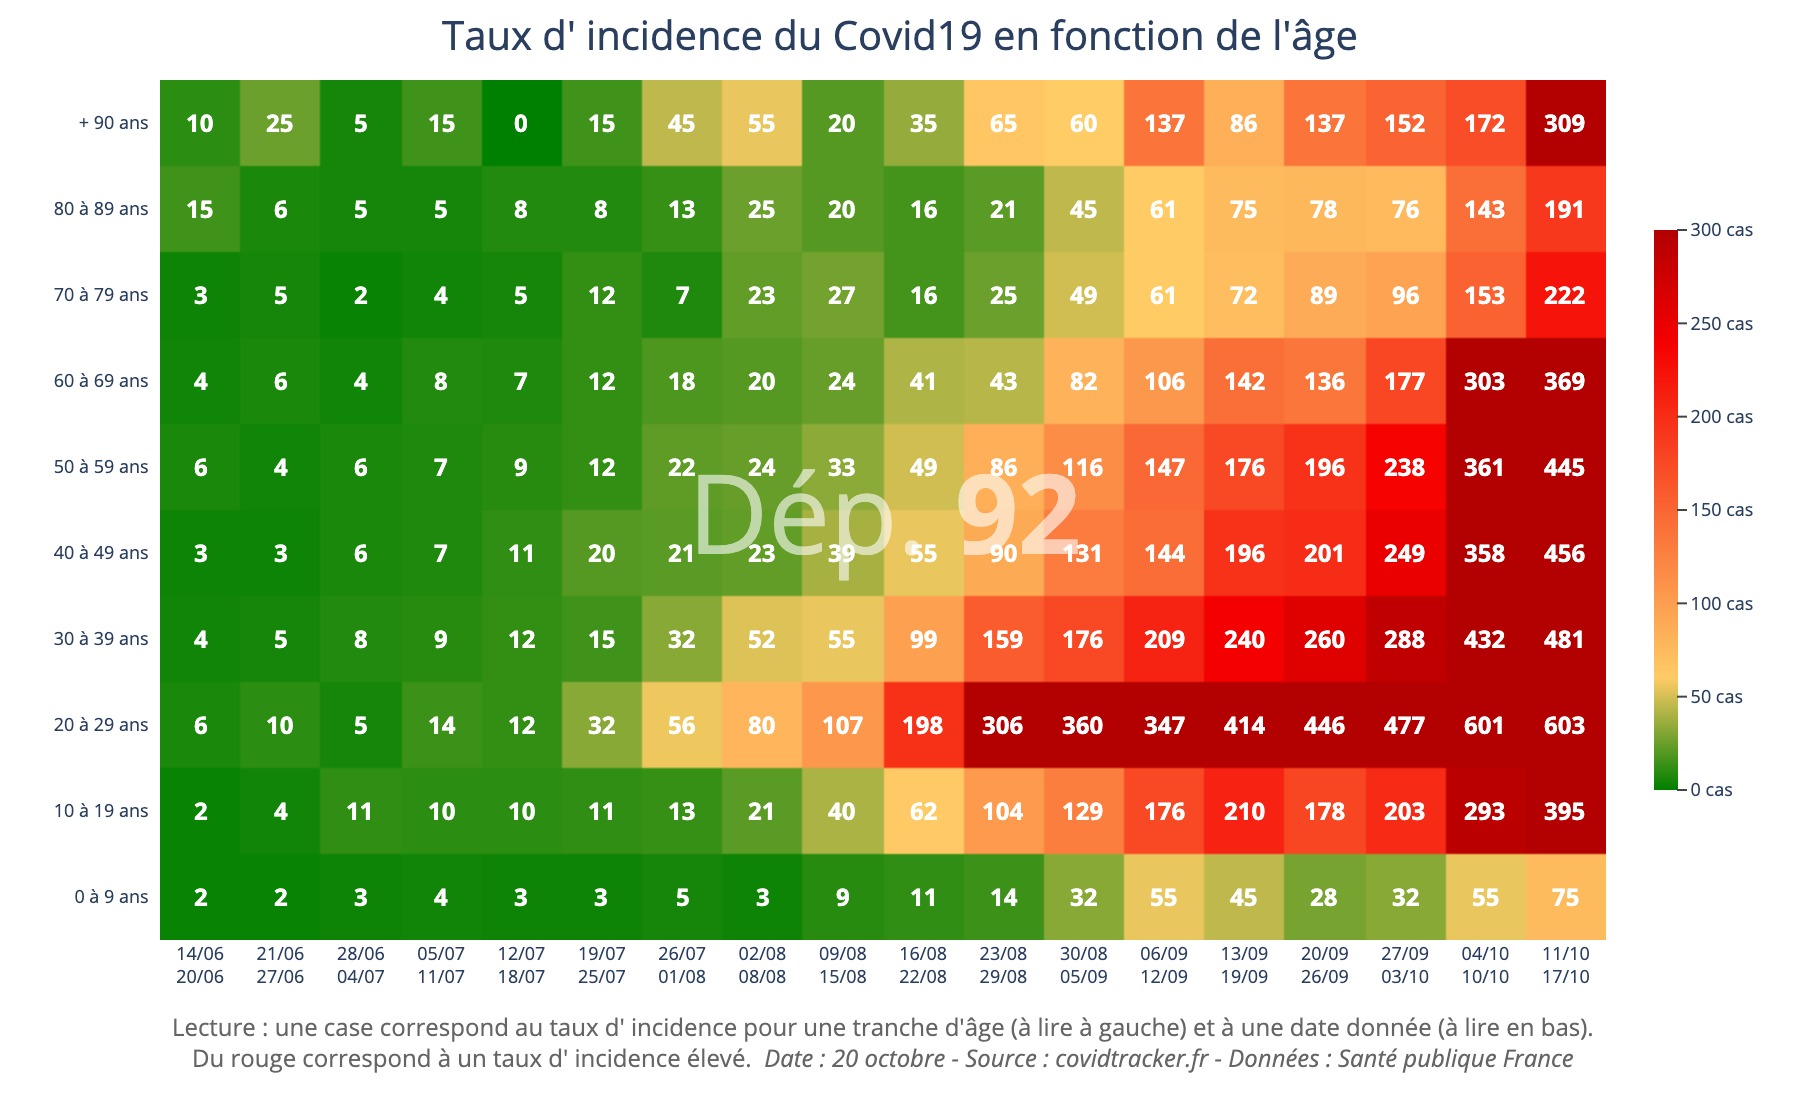 Taux d' incidence du Covid19 en fonction de l'âge
+ 90 ans 10 25 5 15 0 15 45 55 20 35 65 60 137 86 137 152 172 309
80 à 89 ans 15 6 5 5 8 8 13 25 20 16 21 45 61 75 78 76 143 191
70 à 79 ans 3 5 2 4 5 12 7 23 27 16 25 49 61 72 89 96 153 222
60 à 69 ans 4 6 4 8 7 12 18 20 24 41 43 82 106 142 136 177 303 369
50 à 59 ans 6 4 6 7 9 12 22 24 33 49 86 116 147 176 196 238 361 445
Dép. 92
40 à 49 ans 3 3 6 7 11 20 21 23 39 55 90 131 144 196 201 249 358 456
30 à 39 ans 4 5 8 9 12 15 32 52 55 99 159 176 209 240 260 288 432 481
20 à 29 ans 6 10 5 14 12 32 56 80 107 198 306 360 347 414 446 477 601 603
10 à 19 ans 2 4 11 10 10 11 13 21 40 62 104 129 176 210 178 203 293 395
0 à 9 ans 2 2 3 4 3 3 5 3 9 11 14 32 55 45 28 32 55 75
14/06 21/06 28/06 05/07 12/07 19/07 26/07 02/08 09/08 16/08 23/08 30/08 06/09 13/09 20/09 27/09 04/10 11/10
20/06 27/06 04/07 11/07 18/07 25/07 01/08 08/08 15/08 22/08 29/08 05/09 12/09 19/09 26/09 03/10 10/10 17/10
300 cas
250 cas
200 cas
150 cas
100 cas
50 cas
0 cas
Lecture : une case correspond au taux d' incidence pour une tranche d'âge (à lire à gauche) et à une date donnée (à lire en bas).
Du rouge correspond à un taux d' incidence élevé. Date : 20 octobre - Source : covidtracker.fr - Données : Santé publique France